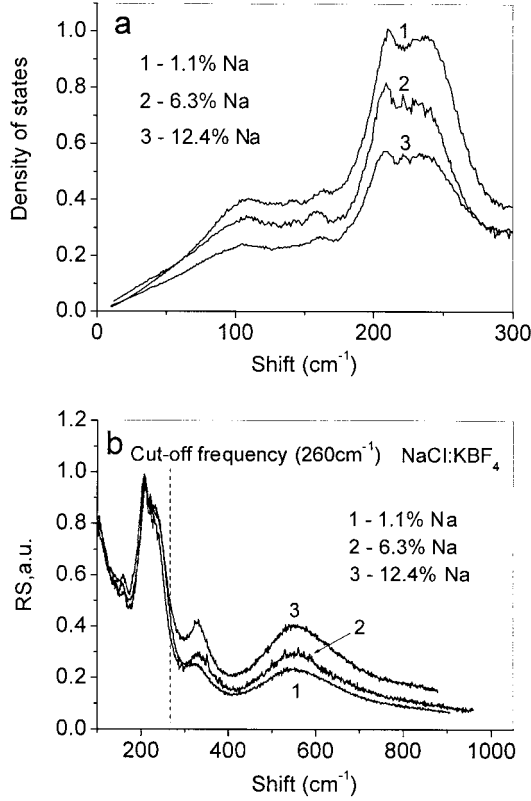 a
1 - 1.1% Na
2 - 6.3% Na
3 - 12.4% Na
1
2
3
Density of states
1.0
0.8
0.6
0.4
0.2
0.0
0 100 200 300
Shift (cm⁻¹)
b
Cut-off frequency (260cm⁻¹) NaCl:KBF₄
1 - 1.1% Na
2 - 6.3% Na
3 - 12.4% Na
3
2
1
RS,a.u.
1.2
1.0
0.8
0.6
0.4
0.2
0.0
200 400 600 800 1000
Shift (cm⁻¹)